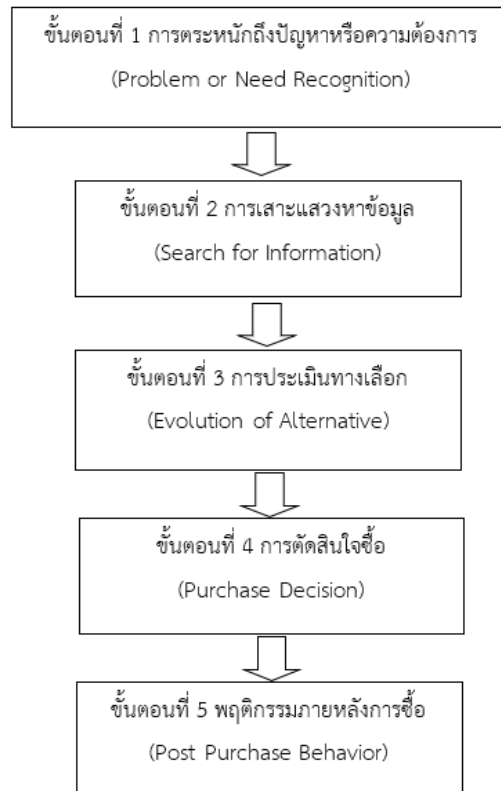 ขั้นตอนที่ 1 การตระหนักถึงปัญหาหรือความต้องการ
(Problem or Need Recognition)
ขั้นตอนที่ 2 การเสาะแสวงหาข้อมูล
(Search for Information)
ขั้นตอนที่ 3 การประเมินทางเลือก
(Evolution of Alternative)
ขั้นตอนที่ 4 การตัดสินใจซื้อ
(Purchase Decision)
ขั้นตอนที่ 5 พฤติกรรมภายหลังการซื้อ
(Post Purchase Behavior)